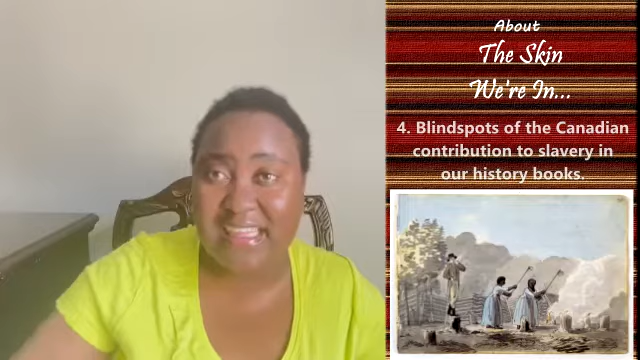 About
The Skin
We're In...
4. Blindspots of the Canadian
contribution to slavery in
our history books.